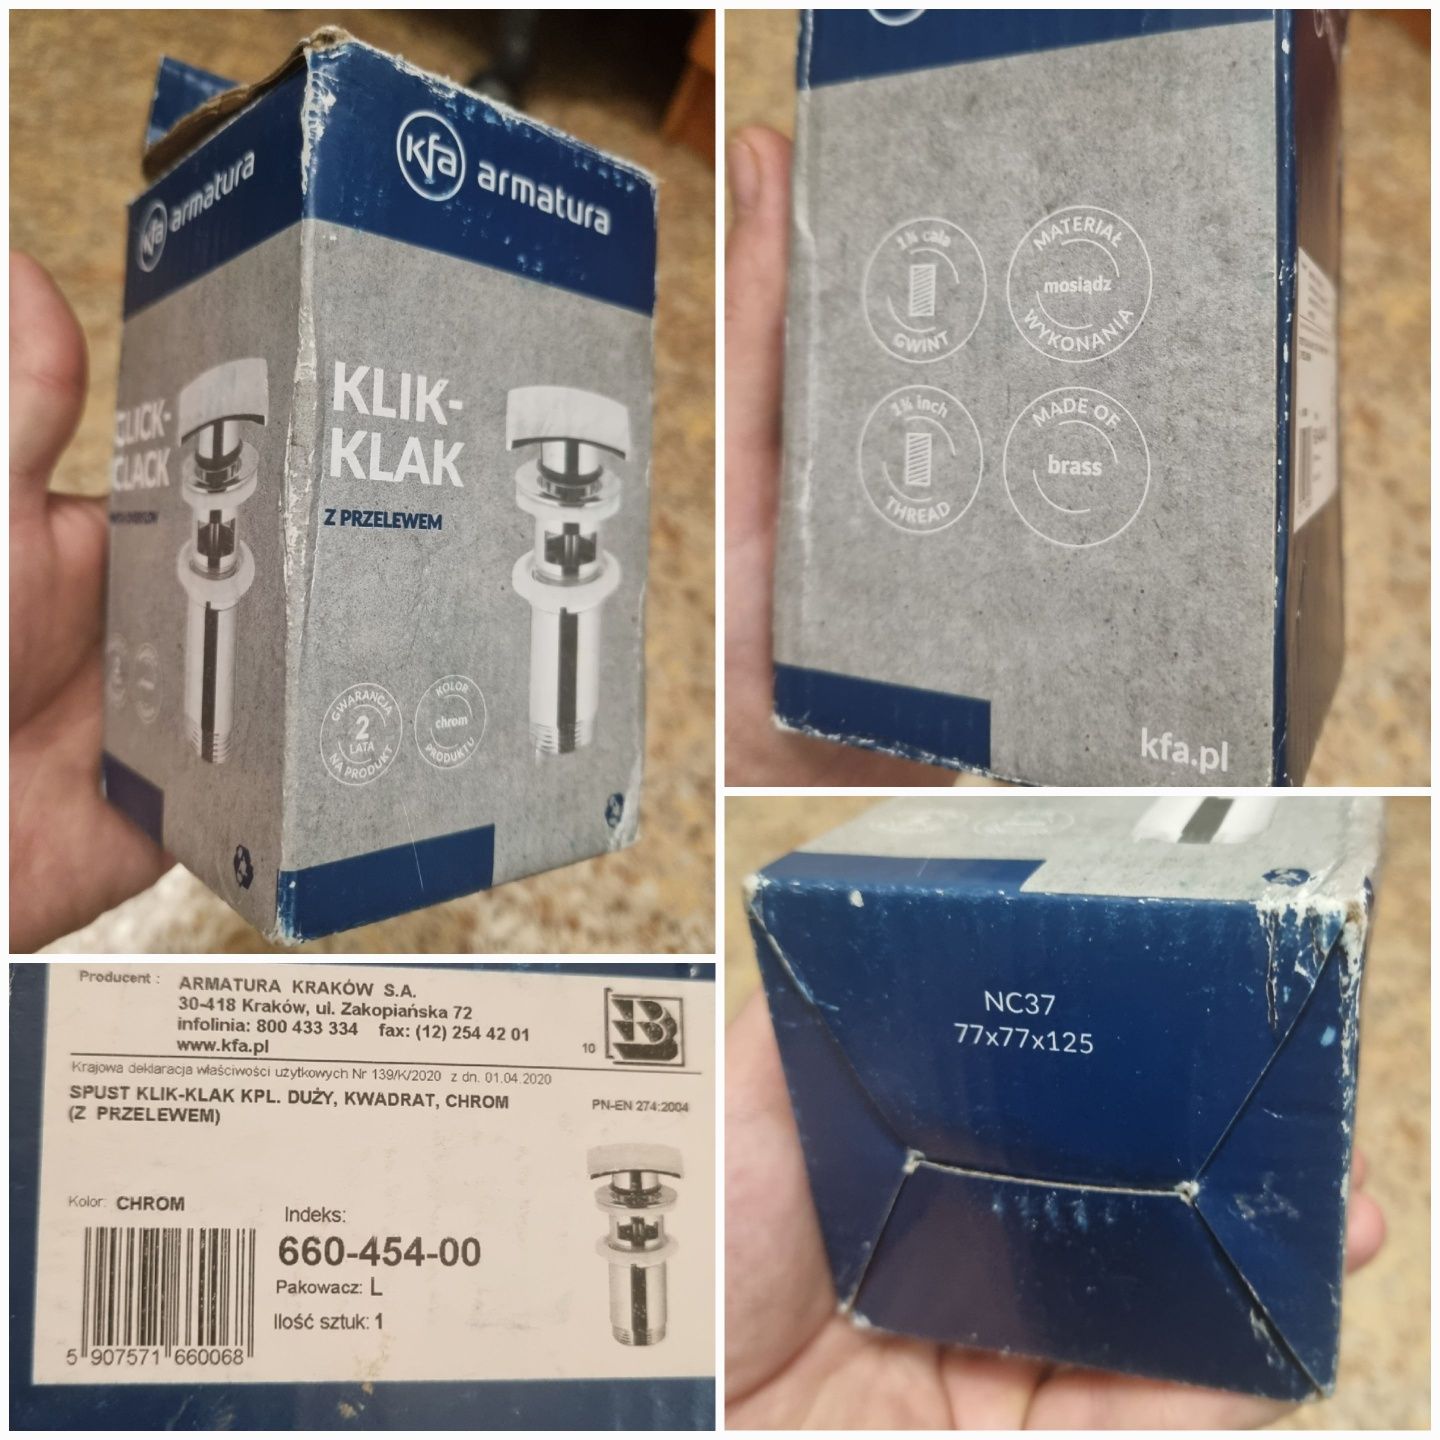 kfa armatura
kfa armatura
CLICK-
CLACK
KLIK-
KLAK
Z PRZELEWEM
GWARANCJA
2
LATA
NA PRODUKT
KOLOR
chrom
PRODUKTU
1¼ cala
GWINT
MATERIAŁ
mosiądz
WYKONANIA
1¼ inch
THREAD
MADE OF
brass
kfa.pl
Producent :
ARMATURA KRAKÓW S.A.
30-418 Kraków, ul. Zakopiańska 72
infolinia: 800 433 334 fax: (12) 254 42 01
www.kfa.pl
10
B
Krajowa deklaracja właściwości użytkowych Nr 139/K/2020 z dn. 01.04.2020
SPUST KLIK-KLAK KPL. DUŻY, KWADRAT, CHROM
(Z PRZELEWEM)
PN-EN 274:2004
Kolor: CHROM
Indeks:
660-454-00
Pakowacz: L
Ilość sztuk: 1
5 907571 660068
NC37
77x77x125